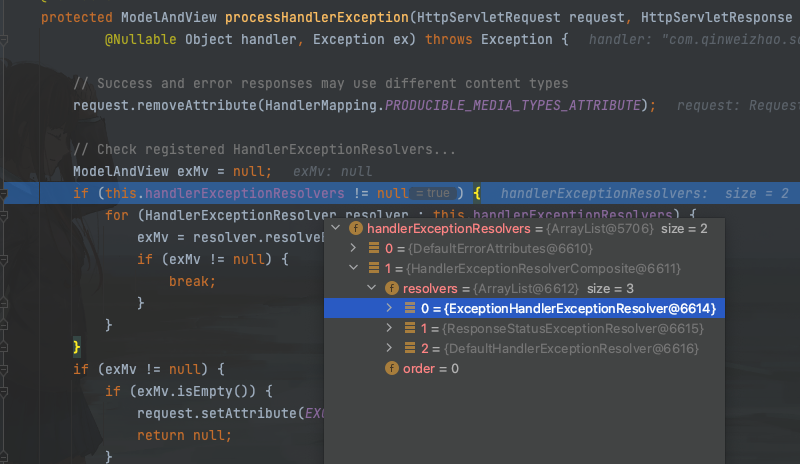 protected ModelAndView processHandlerException(HttpServletRequest request, HttpServletResponse
@Nullable Object handler, Exception ex) throws Exception { handler: "com.qinweizhao.s
// Success and error responses may use different content types
request.removeAttribute(HandlerMapping.PRODUCIBLE_MEDIA_TYPES_ATTRIBUTE); request: Request
// Check registered HandlerExceptionResolvers...
ModelAndView exMv = null; exMv: null
if (this.handlerExceptionResolvers != null = true ) { handlerExceptionResolvers: size = 2
for (HandlerExceptionResolver resolver : this.handlerExceptionResolvers) {
handlerExceptionResolvers = {ArrayList@5706} size = 2
exMv = resolver.resolve
0 = {DefaultErrorAttributes@6610}
if (exMv != null) {
1 = {HandlerExceptionResolverComposite@6611}
break;
resolvers = {ArrayList@6612} size = 3
}
0 = {ExceptionHandlerExceptionResolver@6614}
}
1 = {ResponseStatusExceptionResolver@6615}
}
2 = {DefaultHandlerExceptionResolver@6616}
if (exMv != null) {
order = 0
if (exMv.isEmpty()) {
request.setAttribute(EX
return null;
}